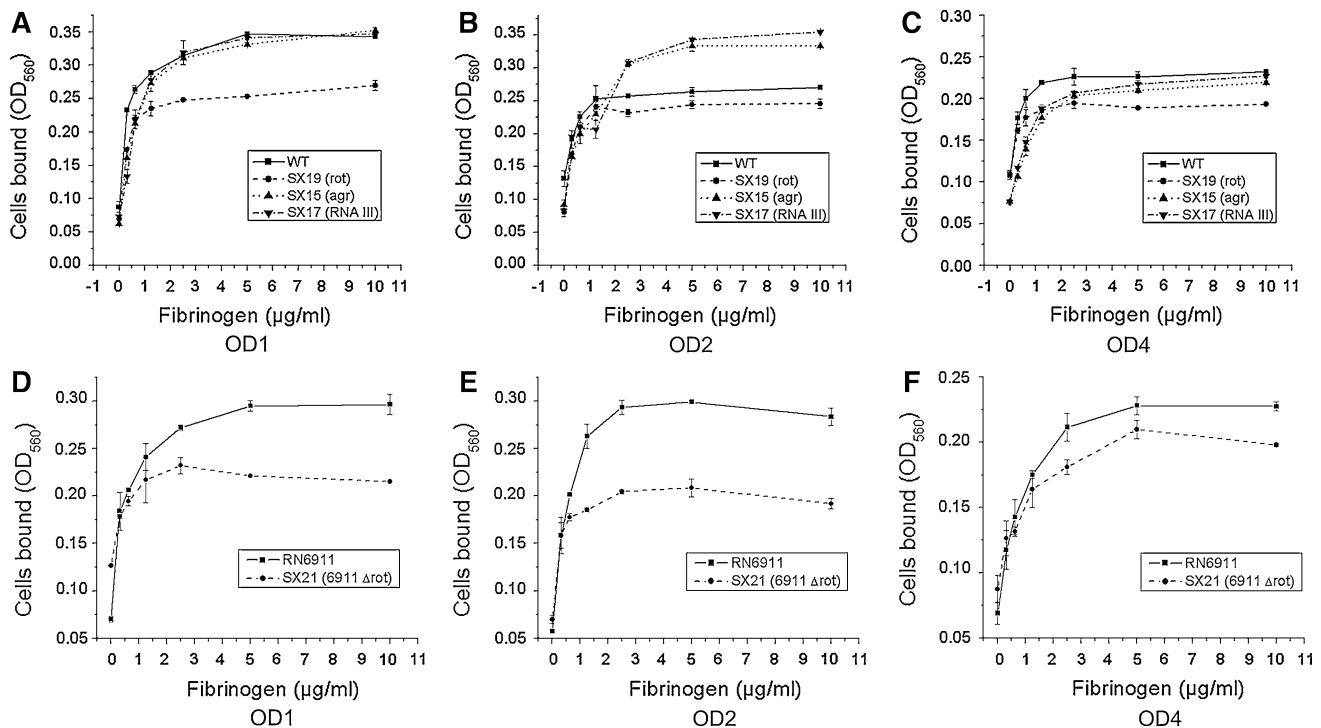 A
Cells bound (OD560)
0.35
0.30
0.25
0.20
0.15
0.10
0.05
0.00
WT
SX19 (rot)
SX15 (agr)
SX17 (RNA III)
-1 0 1 2 3 4 5 6 7 8 9 10 11
Fibrinogen (µg/ml)
OD1
B
Cells bound (OD560)
0.35
0.30
0.25
0.20
0.15
0.10
0.05
0.00
WT
SX19 (rot)
SX15 (agr)
SX17 (RNA III)
-1 0 1 2 3 4 5 6 7 8 9 10 11
Fibrinogen (µg/ml)
OD2
C
Cells bound (OD560)
0.30
0.25
0.20
0.15
0.10
0.05
0.00
WT
SX19 (rot)
SX15 (agr)
SX17 (RNA III)
-1 0 1 2 3 4 5 6 7 8 9 10 11
Fibrinogen (µg/ml)
OD4
D
Cells bound (OD560)
0.30
0.25
0.20
0.15
0.10
0.05
RN6911
SX21 (6911 Δrot)
0 1 2 3 4 5 6 7 8 9 10 11
Fibrinogen (µg/ml)
OD1
E
Cells bound (OD560)
0.30
0.25
0.20
0.15
0.10
0.05
RN6911
SX21 (6911 Δrot)
0 1 2 3 4 5 6 7 8 9 10 11
Fibrinogen (µg/ml)
OD2
F
Cells bound (OD560)
0.25
0.20
0.15
0.10
0.05
RN6911
SX21 (6911 Δrot)
0 1 2 3 4 5 6 7 8 9 10 11
Fibrinogen (µg/ml)
OD4